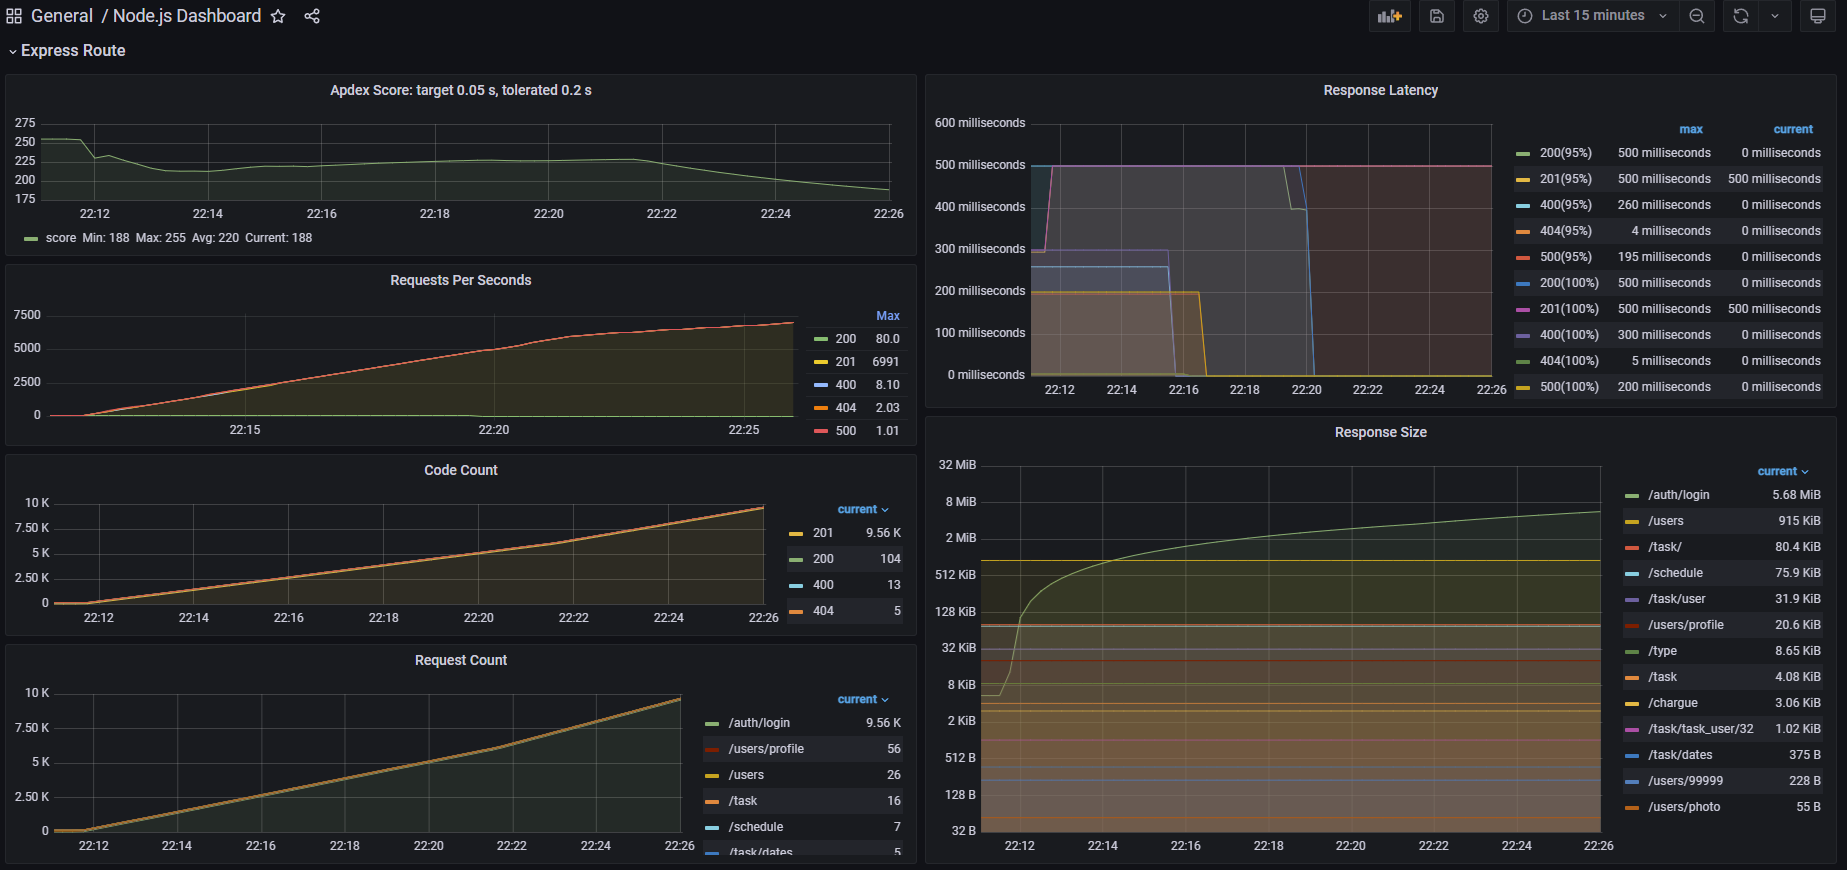 General / Node.js Dashboard
Last 15 minutes
Express Route
Apdex Score: target 0.05 s, tolerated 0.2 s
275
250
225
200
175
22:12 22:14 22:16 22:18 22:20 22:22 22:24 22:26
score Min: 188 Max: 255 Avg: 220 Current: 188
Requests Per Seconds
7500
5000
2500
0
22:15 22:20 22:25
Max
200 80.0
201 6991
400 8.10
404 2.03
500 1.01
Code Count
10 K
7.50 K
5 K
2.50 K
0
22:12 22:14 22:16 22:18 22:20 22:22 22:24 22:26
current
201 9.56 K
200 104
400 13
404 5
Request Count
10 K
7.50 K
5 K
2.50 K
0
22:12 22:14 22:16 22:18 22:20 22:22 22:24 22:26
current
/auth/login 9.56 K
/users/profile 56
/users 26
/task 16
/schedule 7
/task/dates 5
Response Latency
600 milliseconds
500 milliseconds
400 milliseconds
300 milliseconds
200 milliseconds
100 milliseconds
0 milliseconds
22:12 22:14 22:16 22:18 22:20 22:22 22:24 22:26
max current
200(95%) 500 milliseconds 0 milliseconds
201(95%) 500 milliseconds 500 milliseconds
400(95%) 260 milliseconds 0 milliseconds
404(95%) 4 milliseconds 0 milliseconds
500(95%) 195 milliseconds 0 milliseconds
200(100%) 500 milliseconds 0 milliseconds
201(100%) 500 milliseconds 500 milliseconds
400(100%) 300 milliseconds 0 milliseconds
404(100%) 5 milliseconds 0 milliseconds
500(100%) 200 milliseconds 0 milliseconds
Response Size
32 MiB
8 MiB
2 MiB
512 KiB
128 KiB
32 KiB
8 KiB
2 KiB
512 B
128 B
32 B
22:12 22:14 22:16 22:18 22:20 22:22 22:24 22:26
current
/auth/login 5.68 MiB
/users 915 KiB
/task/ 80.4 KiB
/schedule 75.9 KiB
/task/user 31.9 KiB
/users/profile 20.6 KiB
/type 8.65 KiB
/task 4.08 KiB
/chargue 3.06 KiB
/task/task_user/32 1.02 KiB
/task/dates 375 B
/users/99999 228 B
/users/photo 55 B